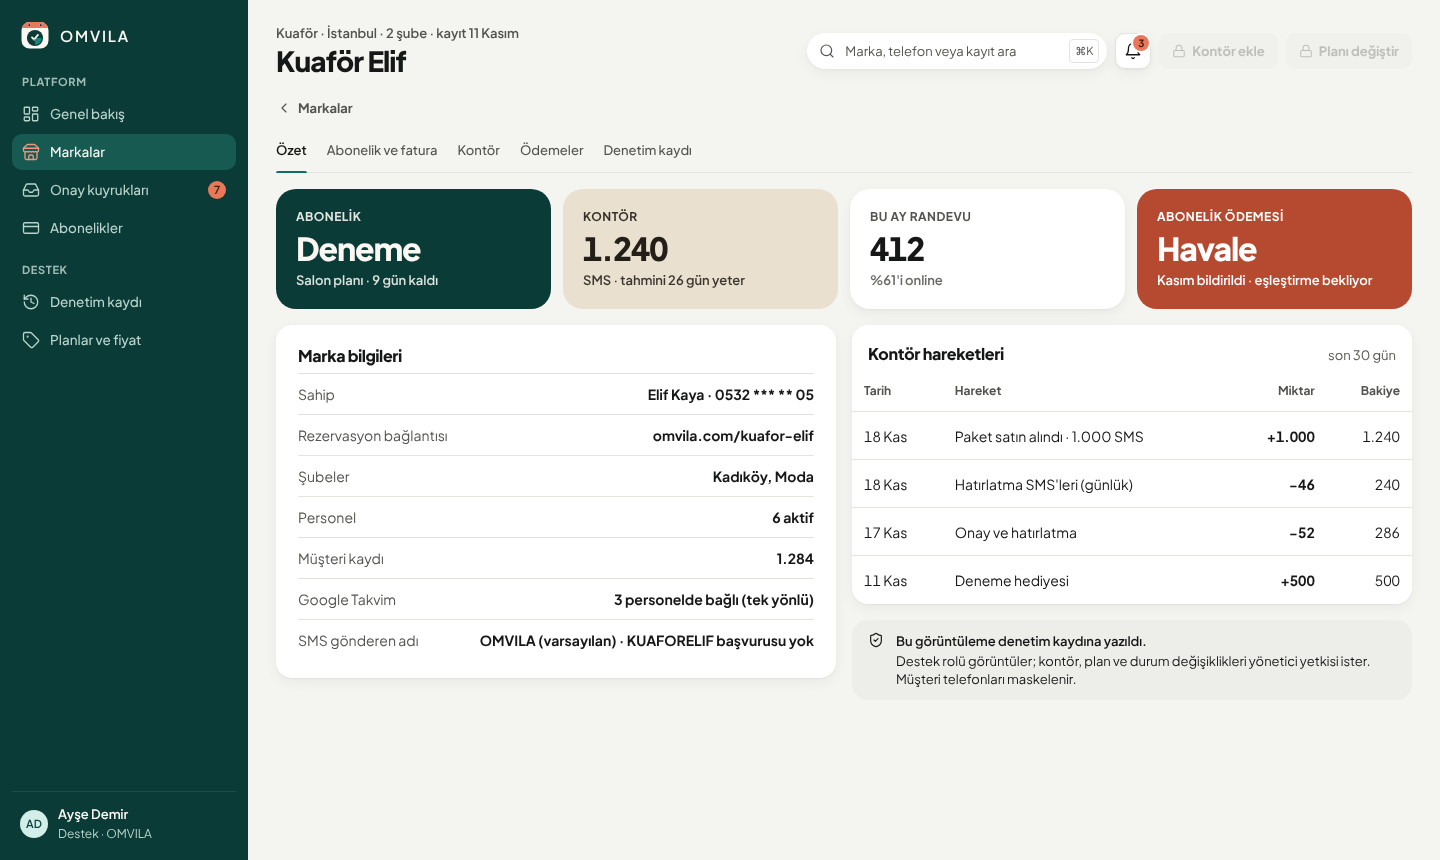 OMVILA
PLATFORM
Genel bakış
Markalar
Onay kuyrukları 7
Abonelikler
DESTEK
Denetim kaydı
Planlar ve fiyat
AD
Ayşe Demir
Destek · OMVILA
Kuaför · İstanbul · 2 şube · kayıt 11 Kasım
Kuaför Elif
Marka, telefon veya kayıt ara ⌘K
3
Kontör ekle
Planı değiştir
Markalar
Özet Abonelik ve fatura Kontör Ödemeler Denetim kaydı
ABONELİK
Deneme
Salon planı · 9 gün kaldı
KONTÖR
1.240
SMS · tahmini 26 gün yeter
BU AY RANDEVU
412
%61'i online
ABONELİK ÖDEMESİ
Havale
Kasım bildirildi · eşleştirme bekliyor
Marka bilgileri
Sahip Elif Kaya · 0532 *** ** 05
Rezervasyon bağlantısı omvila.com/kuafor-elif
Şubeler Kadıköy, Moda
Personel 6 aktif
Müşteri kaydı 1.284
Google Takvim 3 personelde bağlı (tek yönlü)
SMS gönderen adı OMVILA (varsayılan) · KUAFORELIF başvurusu yok
Kontör hareketleri son 30 gün
Tarih Hareket Miktar Bakiye
18 Kas Paket satın alındı · 1.000 SMS +1.000 1.240
18 Kas Hatırlatma SMS'leri (günlük) −46 240
17 Kas Onay ve hatırlatma −52 286
11 Kas Deneme hediyesi +500 500
Bu görüntüleme denetim kaydına yazıldı.
Destek rolü görüntüler; kontör, plan ve durum değişiklikleri yönetici yetkisi ister.
Müşteri telefonları maskelenir.